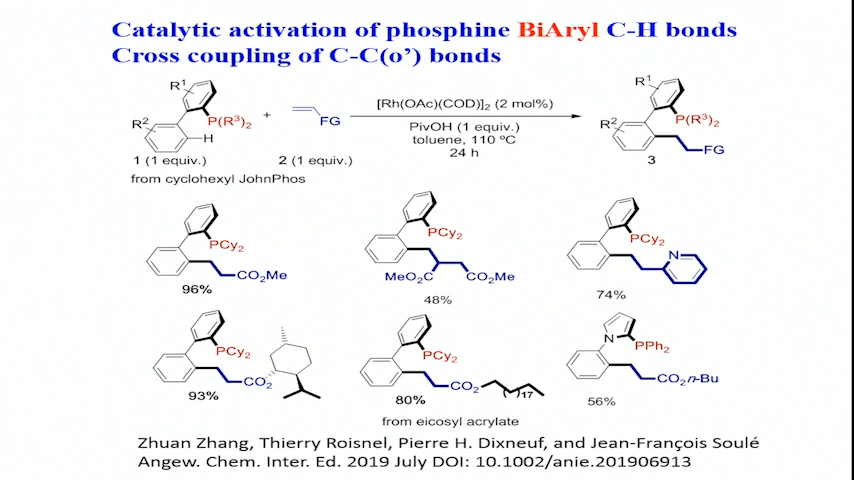 Catalytic activation of phosphine BiAryl C-H bonds
Cross coupling of C-C(o’) bonds
R¹
R²
P(R³)₂
H
+
FG
[Rh(OAc)(COD)]₂ (2 mol%)
PivOH (1 equiv.)
toluene, 110 ºC
24 h
R¹
R²
P(R³)₂
FG
1 (1 equiv.)
2 (1 equiv.)
3
from cyclohexyl JohnPhos
PCy₂
CO₂Me
96%
PCy₂
MeO₂C
CO₂Me
48%
PCy₂
N
74%
PCy₂
CO₂
93%
PCy₂
CO₂
( )₁₇
80%
from eicosyl acrylate
N
PPh₂
CO₂n-Bu
56%
Zhuan Zhang, Thierry Roisnel, Pierre H. Dixneuf, and Jean-François Soulé
Angew. Chem. Inter. Ed. 2019 July DOI: 10.1002/anie.201906913